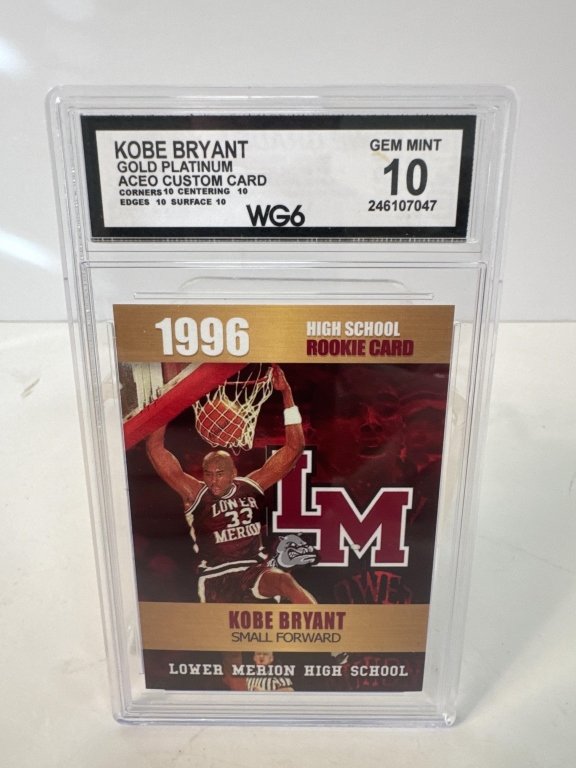 KOBE BRYANT
GOLD PLATINUM
ACEO CUSTOM CARD
CORNERS 10 CENTERING 10
EDGES 10 SURFACE 10
WG6
GEM MINT
10
246107047
1996
HIGH SCHOOL
ROOKIE CARD
LOWER
33
MERION
LM
LOWER
KOBE BRYANT
SMALL FORWARD
LOWER MERION HIGH SCHOOL